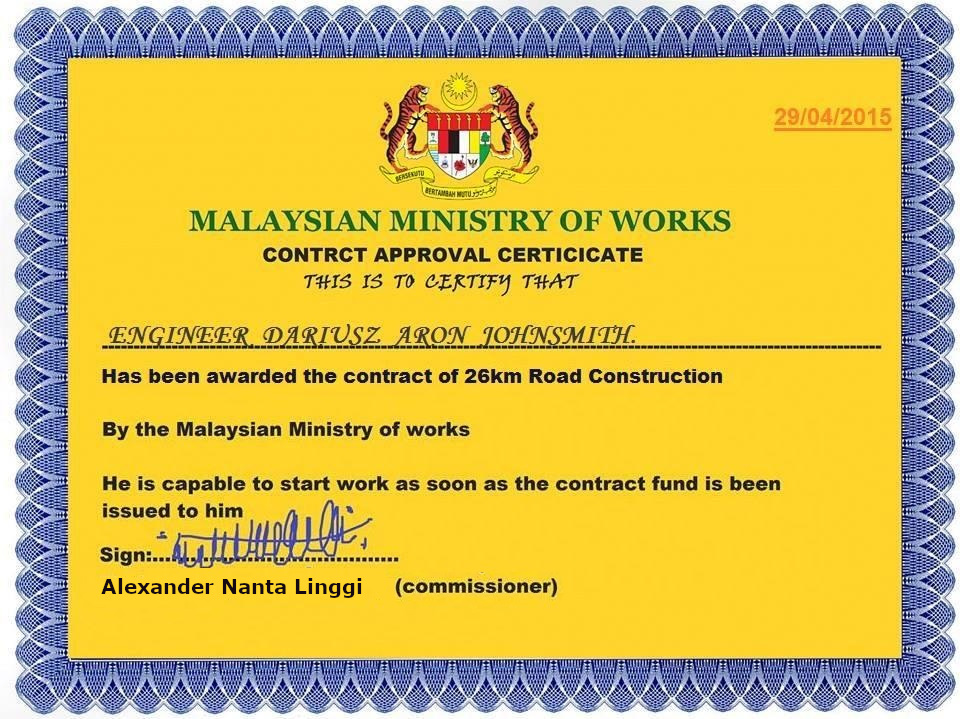 29/04/2015
BERSEKUTU
BERTAMBAH MUTU
MALAYSIAN MINISTRY OF WORKS
CONTRCT APPROVAL CERTICICATE
THIS IS TO CERTIFY THAT
ENGINEER DARIUSZ ARON JOHNSMITH.
Has been awarded the contract of 26km Road Construction
By the Malaysian Ministry of works
He is capable to start work as soon as the contract fund is been
issued to him
Sign:
Alexander Nanta Linggi (commissioner)